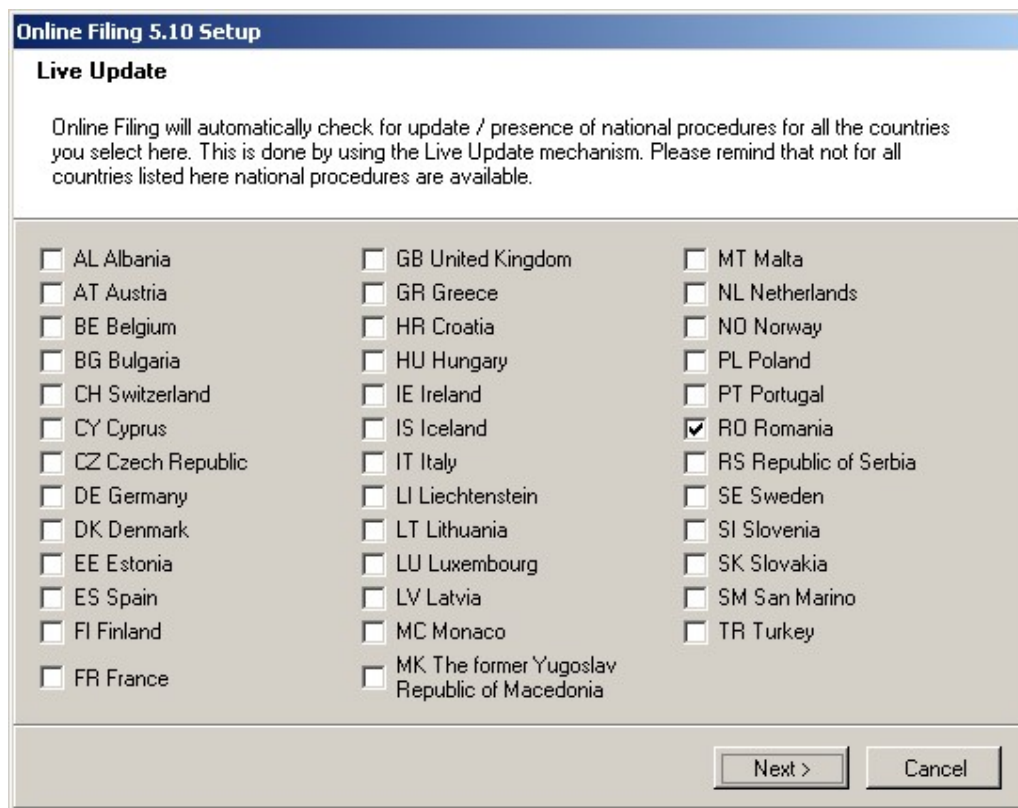 Online Filing 5.10 Setup
Live Update
Online Filing will automatically check for update / presence of national procedures for all the countries
you select here. This is done by using the Live Update mechanism. Please remind that not for all
countries listed here national procedures are available.
AL Albania
AT Austria
BE Belgium
BG Bulgaria
CH Switzerland
CY Cyprus
CZ Czech Republic
DE Germany
DK Denmark
EE Estonia
ES Spain
FI Finland
FR France
GB United Kingdom
GR Greece
HR Croatia
HU Hungary
IE Ireland
IS Iceland
IT Italy
LI Liechtenstein
LT Lithuania
LU Luxembourg
LV Latvia
MC Monaco
MK The former Yugoslav
Republic of Macedonia
MT Malta
NL Netherlands
NO Norway
PL Poland
PT Portugal
RO Romania
RS Republic of Serbia
SE Sweden
SI Slovenia
SK Slovakia
SM San Marino
TR Turkey
Next >
Cancel